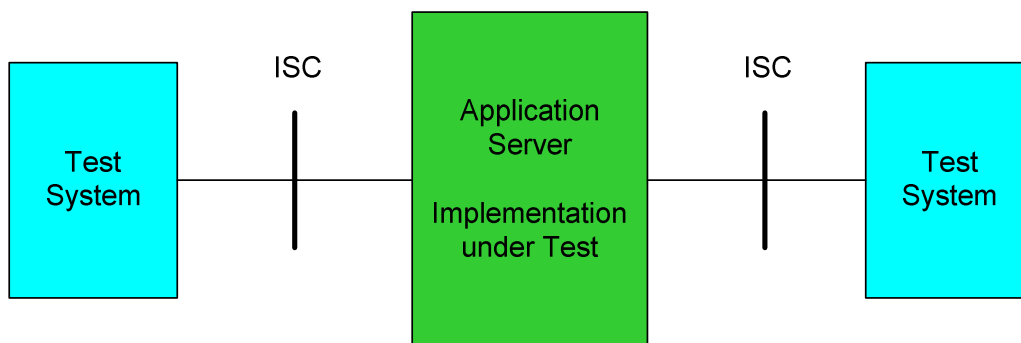 ISC
ISC
Test
System
Application
Server
Implementation
under Test
Test
System